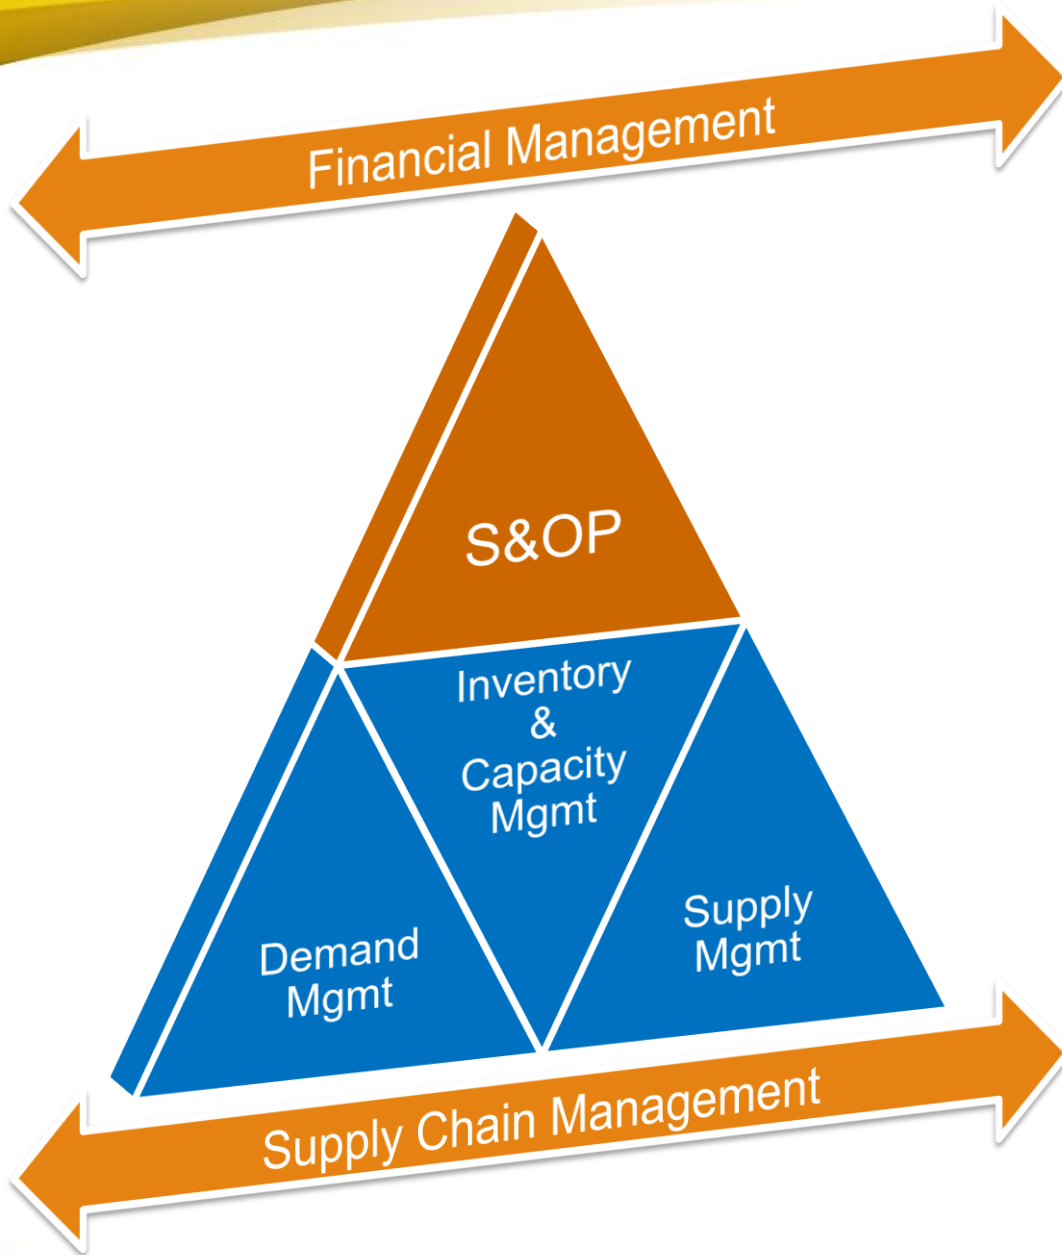 Financial Management
S&OP
Inventory
&
Capacity
Mgmt
Demand
Mgmt
Supply
Mgmt
Supply Chain Management